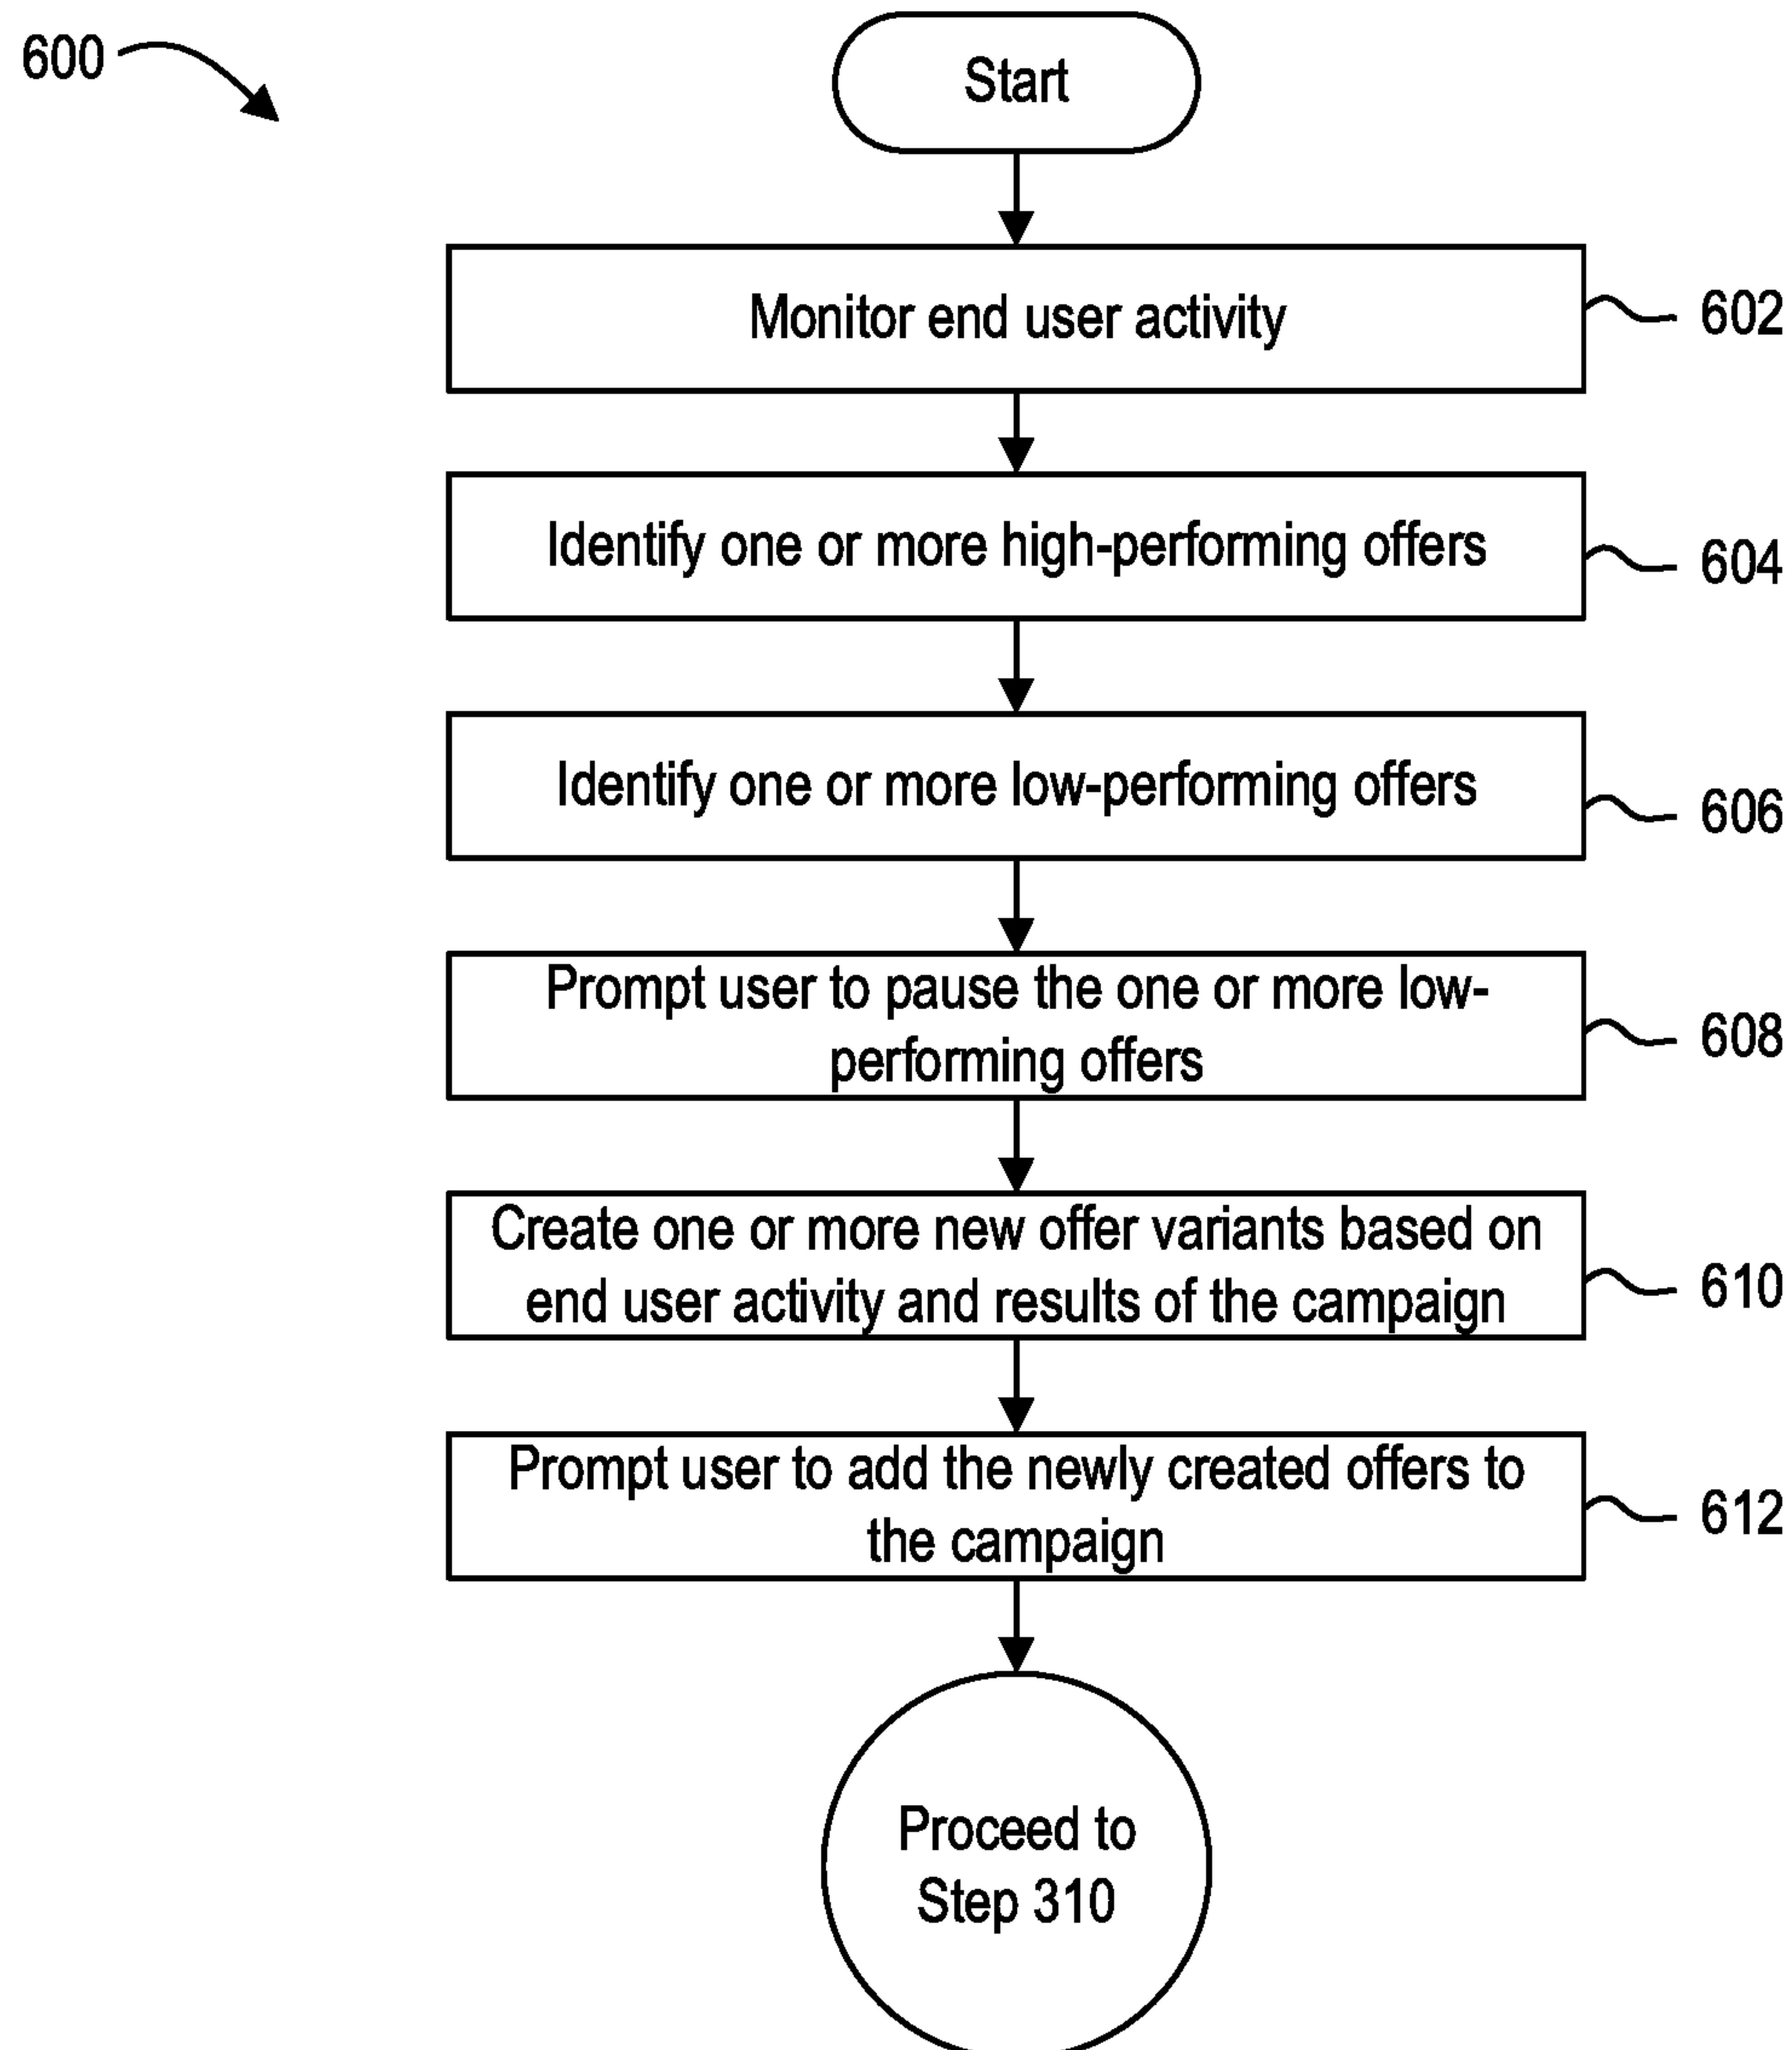 600
Start
Monitor end user activity
602
Identify one or more high-performing offers
604
Identify one or more low-performing offers
606
Prompt user to pause the one or more low-
performing offers
608
Create one or more new offer variants based on
end user activity and results of the campaign
610
Prompt user to add the newly created offers to
the campaign
612
Proceed to
Step 310